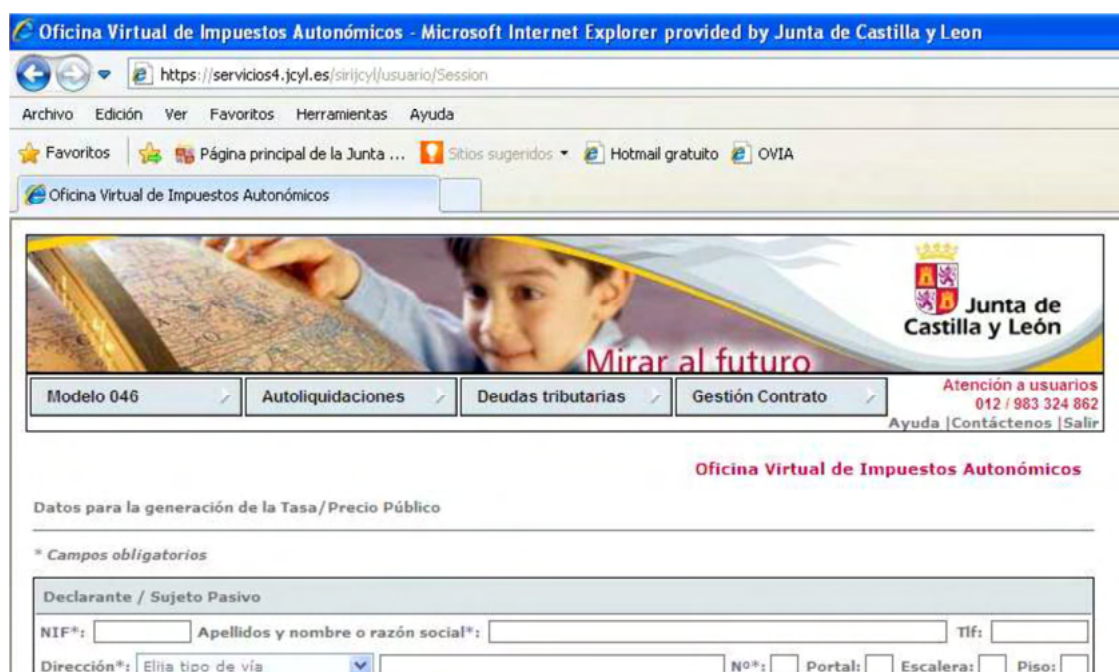 Oficina Virtual de Impuestos Autonómicos - Microsoft Internet Explorer provided by Junta de Castilla y Leon
https://servicios4.jcyl.es/sirijcyl/usuario/Session
Archivo Edición Ver Favoritos Herramientas Ayuda
Favoritos Página principal de la Junta ... Sitios sugeridos Hotmail gratuito OVIA
Oficina Virtual de Impuestos Autonómicos
Junta de
Castilla y León
Mirar al futuro
Modelo 046 Autoliquidaciones Deudas tributarias Gestión Contrato
Atención a usuarios
012 / 983 324 862
Ayuda |Contáctenos |Salir
Oficina Virtual de Impuestos Autonómicos
Datos para la generación de la Tasa/Precio Público
* Campos obligatorios
Declarante / Sujeto Pasivo
NIF*: Apellidos y nombre o razón social*: Tlf:
Dirección*: Elija tipo de vía Nº*: Portal: Escalera: Piso: